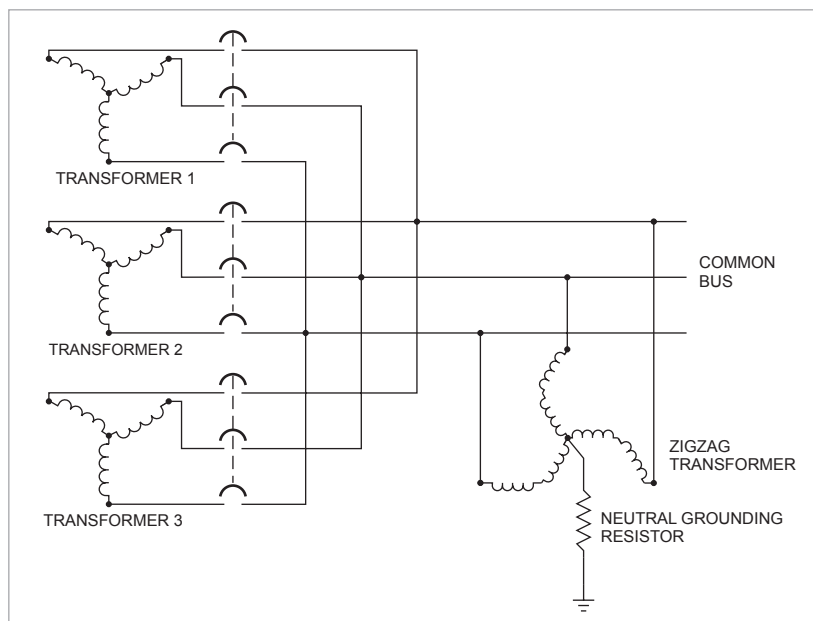 TRANSFORMER 1
TRANSFORMER 2
TRANSFORMER 3
COMMON
BUS
ZIGZAG
TRANSFORMER
NEUTRAL GROUNDING
RESISTOR